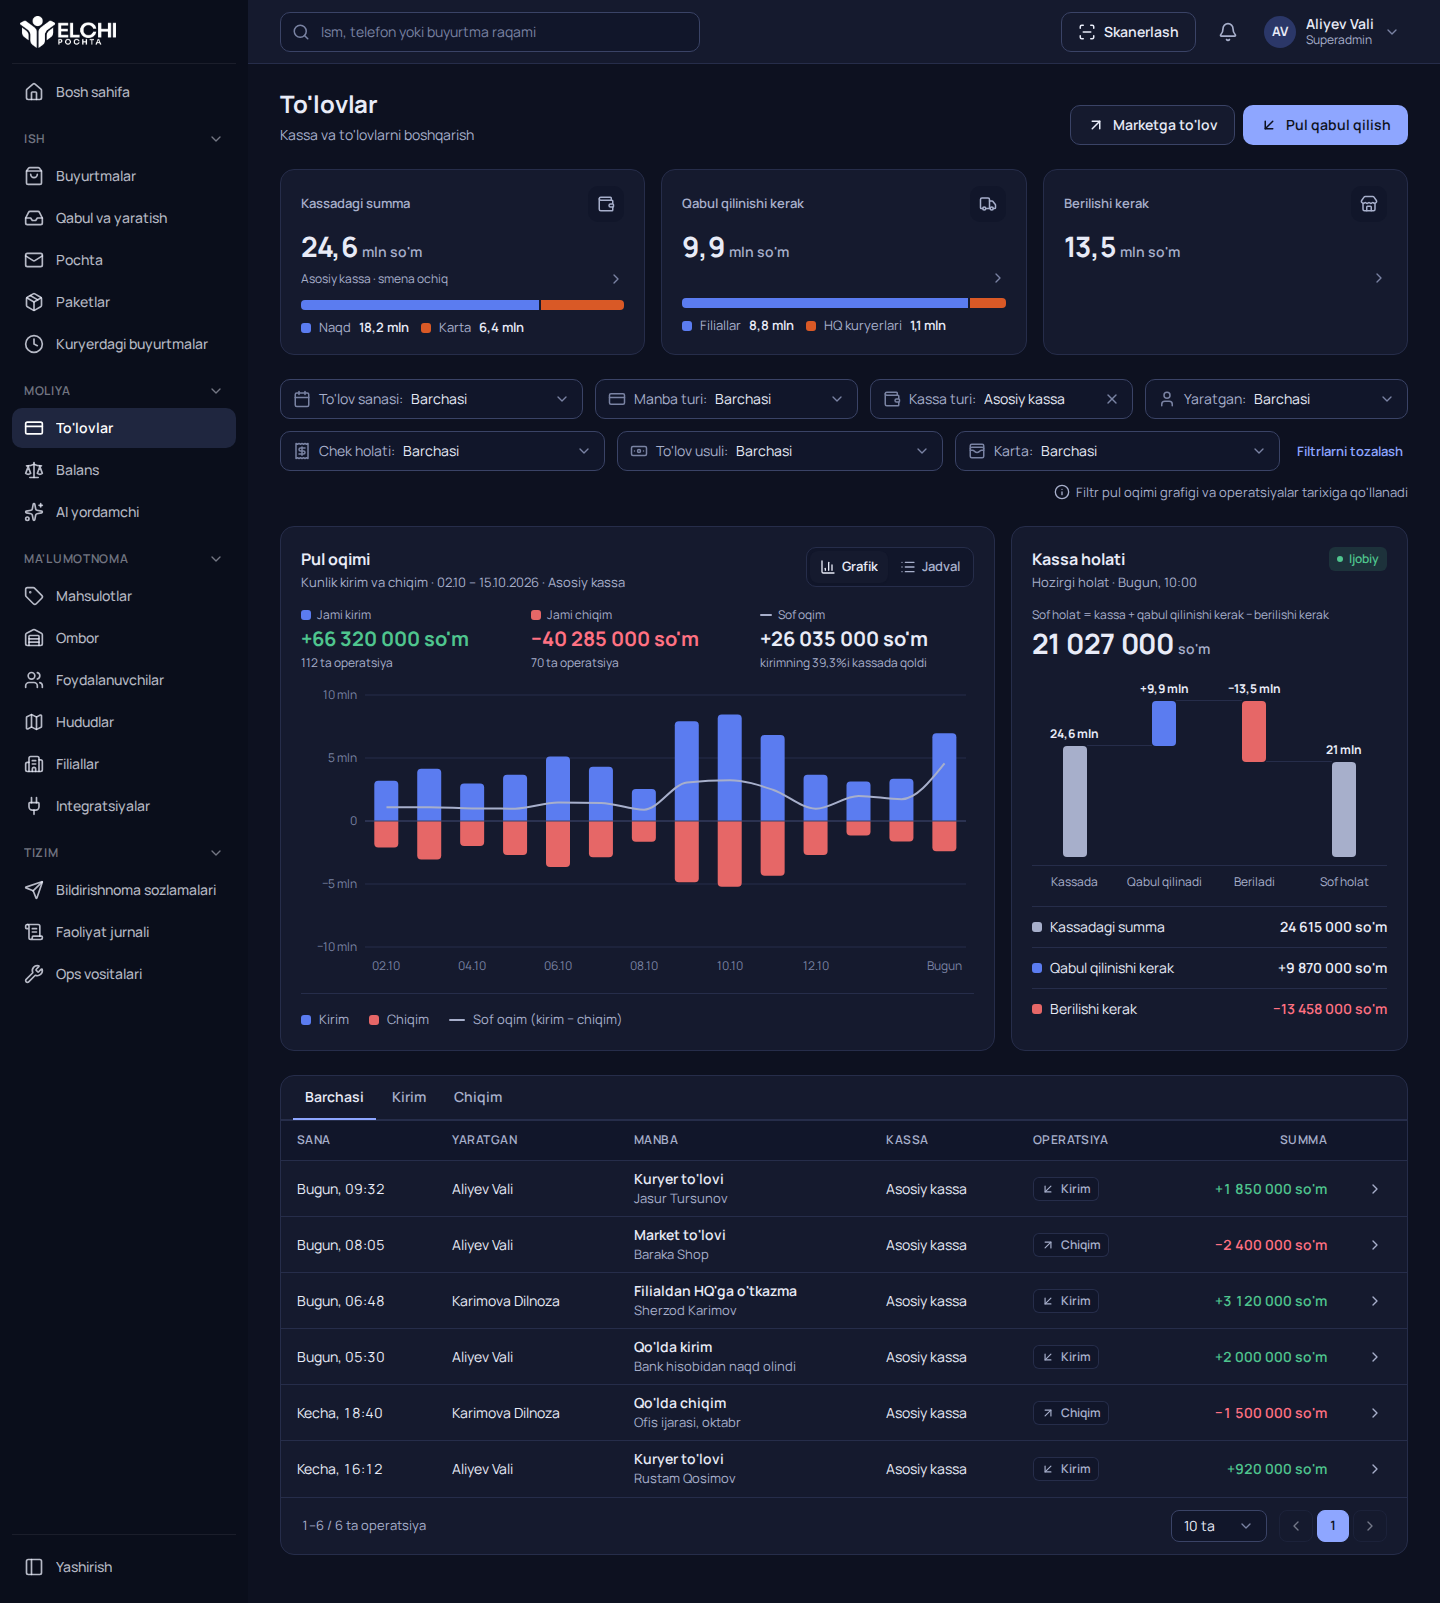 ELCHI
POCHTA
Ism, telefon yoki buyurtma raqami
Skanerlash
AV
Aliyev Vali
Superadmin
Bosh sahifa
ISH
Buyurtmalar
Qabul va yaratish
Pochta
Paketlar
Kuryerdagi buyurtmalar
MOLIYA
To'lovlar
Balans
AI yordamchi
MA'LUMOTNOMA
Mahsulotlar
Ombor
Foydalanuvchilar
Hududlar
Filiallar
Integratsiyalar
TIZIM
Bildirishnoma sozlamalari
Faoliyat jurnali
Ops vositalari
Yashirish
To'lovlar
Kassa va to'lovlarni boshqarish
Marketga to'lov
Pul qabul qilish
Kassadagi summa
24,6 mln so'm
Asosiy kassa · smena ochiq
Naqd 18,2 mln Karta 6,4 mln
Qabul qilinishi kerak
9,9 mln so'm
Filiallar 8,8 mln HQ kuryerlari 1,1 mln
Berilishi kerak
13,5 mln so'm
To'lov sanasi: Barchasi
Manba turi: Barchasi
Kassa turi: Asosiy kassa
Yaratgan: Barchasi
Chek holati: Barchasi
To'lov usuli: Barchasi
Karta: Barchasi
Filtrlarni tozalash
Filtr pul oqimi grafigi va operatsiyalar tarixiga qo'llanadi
Pul oqimi
Kunlik kirim va chiqim · 02.10 – 15.10.2026 · Asosiy kassa
Grafik
Jadval
Jami kirim
+66 320 000 so'm
112 ta operatsiya
Jami chiqim
−40 285 000 so'm
70 ta operatsiya
Sof oqim
+26 035 000 so'm
kirimning 39,3%i kassada qoldi
10 mln
5 mln
0
−5 mln
−10 mln
02.10 04.10 06.10 08.10 10.10 12.10 Bugun
Kirim Chiqim Sof oqim (kirim − chiqim)
Kassa holati
Ijobiy
Hozirgi holat · Bugun, 10:00
Sof holat = kassa + qabul qilinishi kerak − berilishi kerak
21 027 000 so'm
24,6 mln
+9,9 mln
−13,5 mln
21 mln
Kassada Qabul qilinadi Beriladi Sof holat
Kassadagi summa 24 615 000 so'm
Qabul qilinishi kerak +9 870 000 so'm
Berilishi kerak −13 458 000 so'm
Barchasi Kirim Chiqim
SANA YARATGAN MANBA KASSA OPERATSIYA SUMMA
Bugun, 09:32 Aliyev Vali Kuryer to'lovi Asosiy kassa Kirim +1 850 000 so'm
Jasur Tursunov
Bugun, 08:05 Aliyev Vali Market to'lovi Asosiy kassa Chiqim −2 400 000 so'm
Baraka Shop
Bugun, 06:48 Karimova Dilnoza Filialdan HQ'ga o'tkazma Asosiy kassa Kirim +3 120 000 so'm
Sherzod Karimov
Bugun, 05:30 Aliyev Vali Qo'lda kirim Asosiy kassa Kirim +2 000 000 so'm
Bank hisobidan naqd olindi
Kecha, 18:40 Karimova Dilnoza Qo'lda chiqim Asosiy kassa Chiqim −1 500 000 so'm
Ofis ijarasi, oktabr
Kecha, 16:12 Aliyev Vali Kuryer to'lovi Asosiy kassa Kirim +920 000 so'm
Rustam Qosimov
1–6 / 6 ta operatsiya
10 ta
1